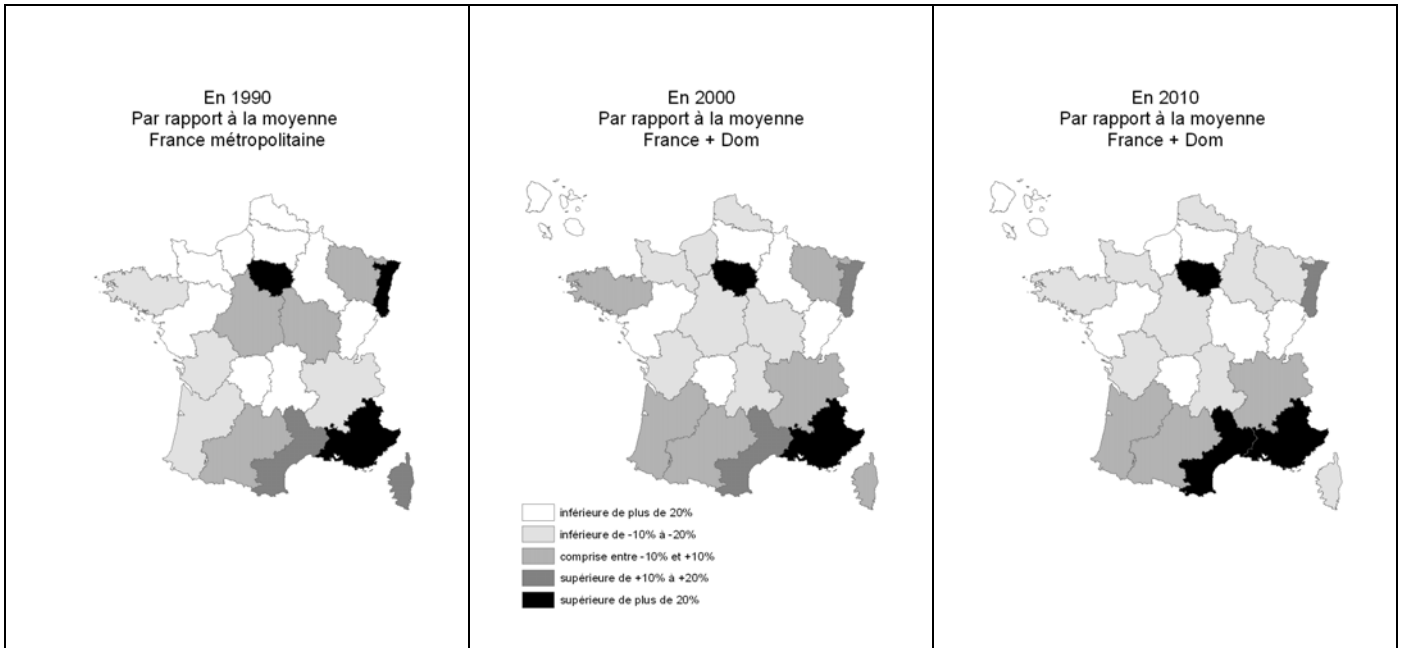 En 1990
Par rapport à la moyenne
France métropolitaine
En 2000
Par rapport à la moyenne
France + Dom
En 2010
Par rapport à la moyenne
France + Dom
inférieure de plus de 20%
inférieure de -10% à -20%
comprise entre -10% et +10%
supérieure de +10% à +20%
supérieure de plus de 20%